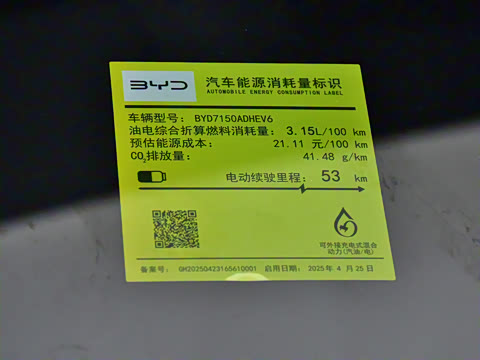 BYD
汽车能源消耗量标识
AUTOMOBILE ENERGY CONSUMPTION LABEL
车辆型号： BYD7150ADHEV6
油电综合折算燃料消耗量： 3.15L/100 km
预估能源成本： 21.11 元/100 km
CO2排放量： 41.48 g/km
电动续驶里程： 53 km
可外接充电式混合
动力(汽油/电)
备案号： GH20250423165610001 启用日期： 2025 年 4 月 25 日